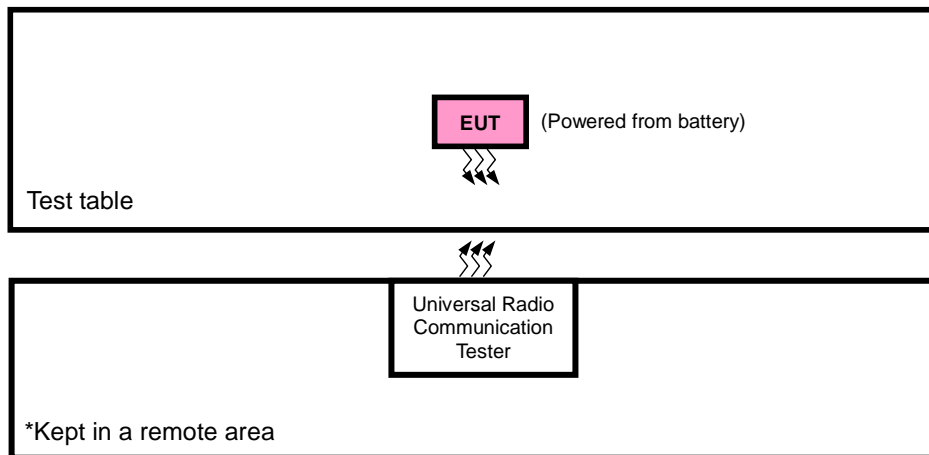 EUT
(Powered from battery)
Test table
Universal Radio
Communication
Tester
*Kept in a remote area